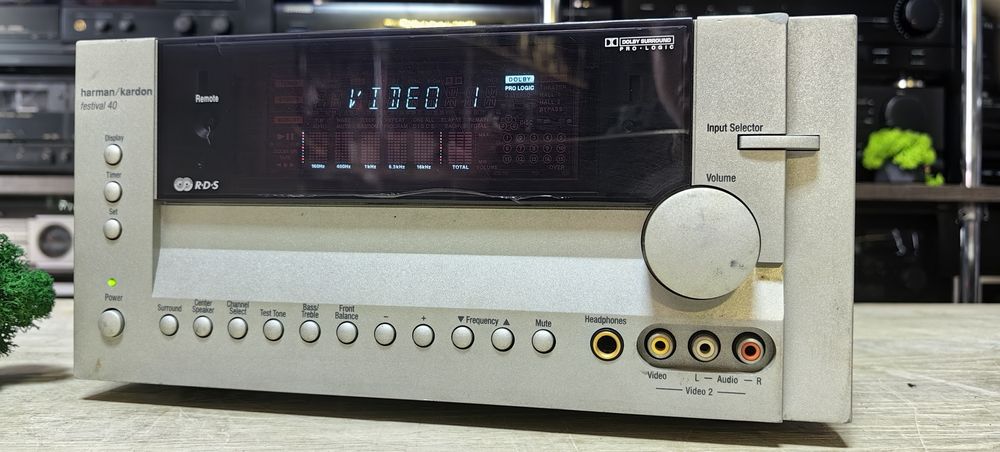 DOLBY SURROUND
PRO·LOGIC
harman/kardon
festival 40
Remote
VIDEO 1
DOLBY
PRO LOGIC
Input Selector
Display
Volume
160Hz 400Hz 1kHz 6.3kHz 16kHz TOTAL
Timer
R·D·S
Set
Power
Surround
Center
Speaker
Channel
Select
Test Tone
Bass/
Treble
Front
Balance
−
+
▼ Frequency ▲
Mute
Headphones
Video
L — Audio — R
Video 2